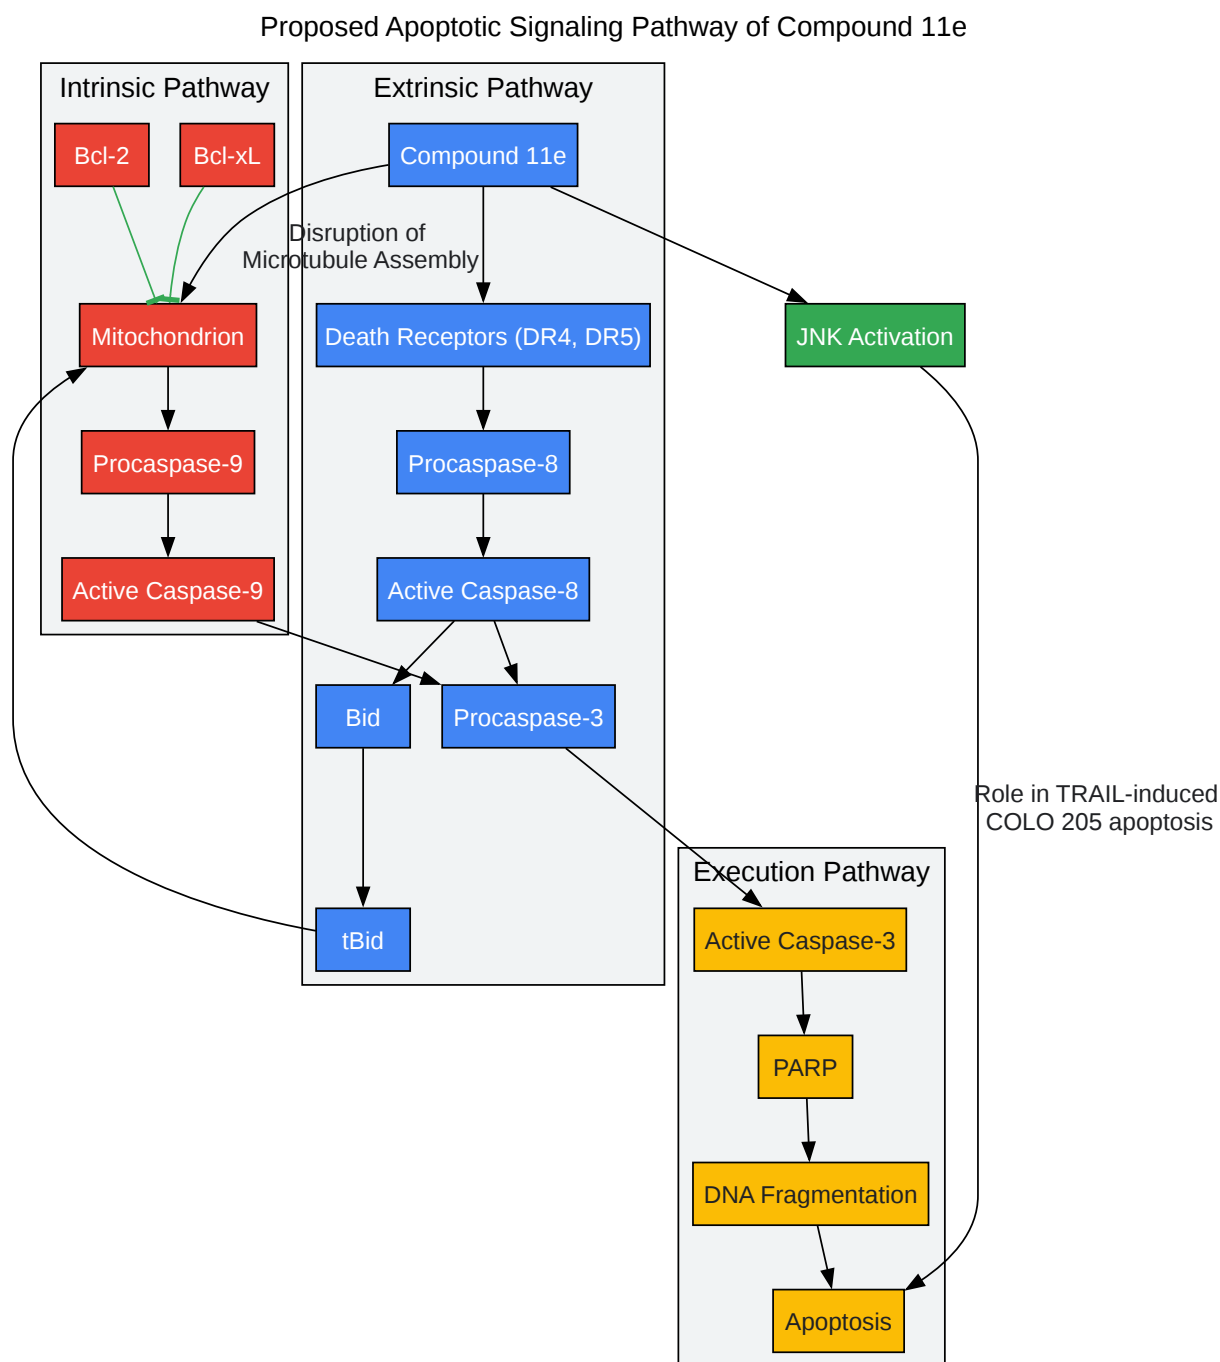 Proposed Apoptotic Signaling Pathway of Compound 11e
Intrinsic Pathway
Extrinsic Pathway
Bcl-2
Bcl-xL
Compound 11e
Disruption of
Microtubule Assembly
Mitochondrion
Death Receptors (DR4, DR5)
JNK Activation
Procaspase-9
Procaspase-8
Active Caspase-9
Active Caspase-8
Bid
Procaspase-3
Role in TRAIL-induced
COLO 205 apoptosis
Execution Pathway
tBid
Active Caspase-3
PARP
DNA Fragmentation
Apoptosis